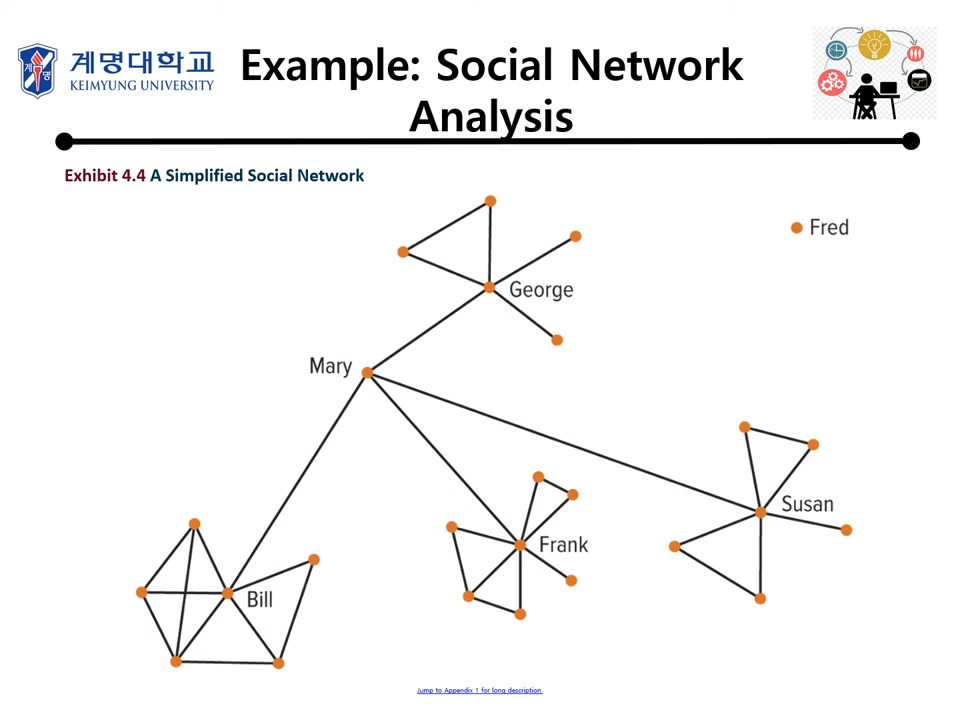 계명대학교
KEIMYUNG UNIVERSITY
Example: Social Network
Analysis
Exhibit 4.4 A Simplified Social Network
Fred
George
Mary
Susan
Frank
Bill
Jump to Appendix 1 for long description.